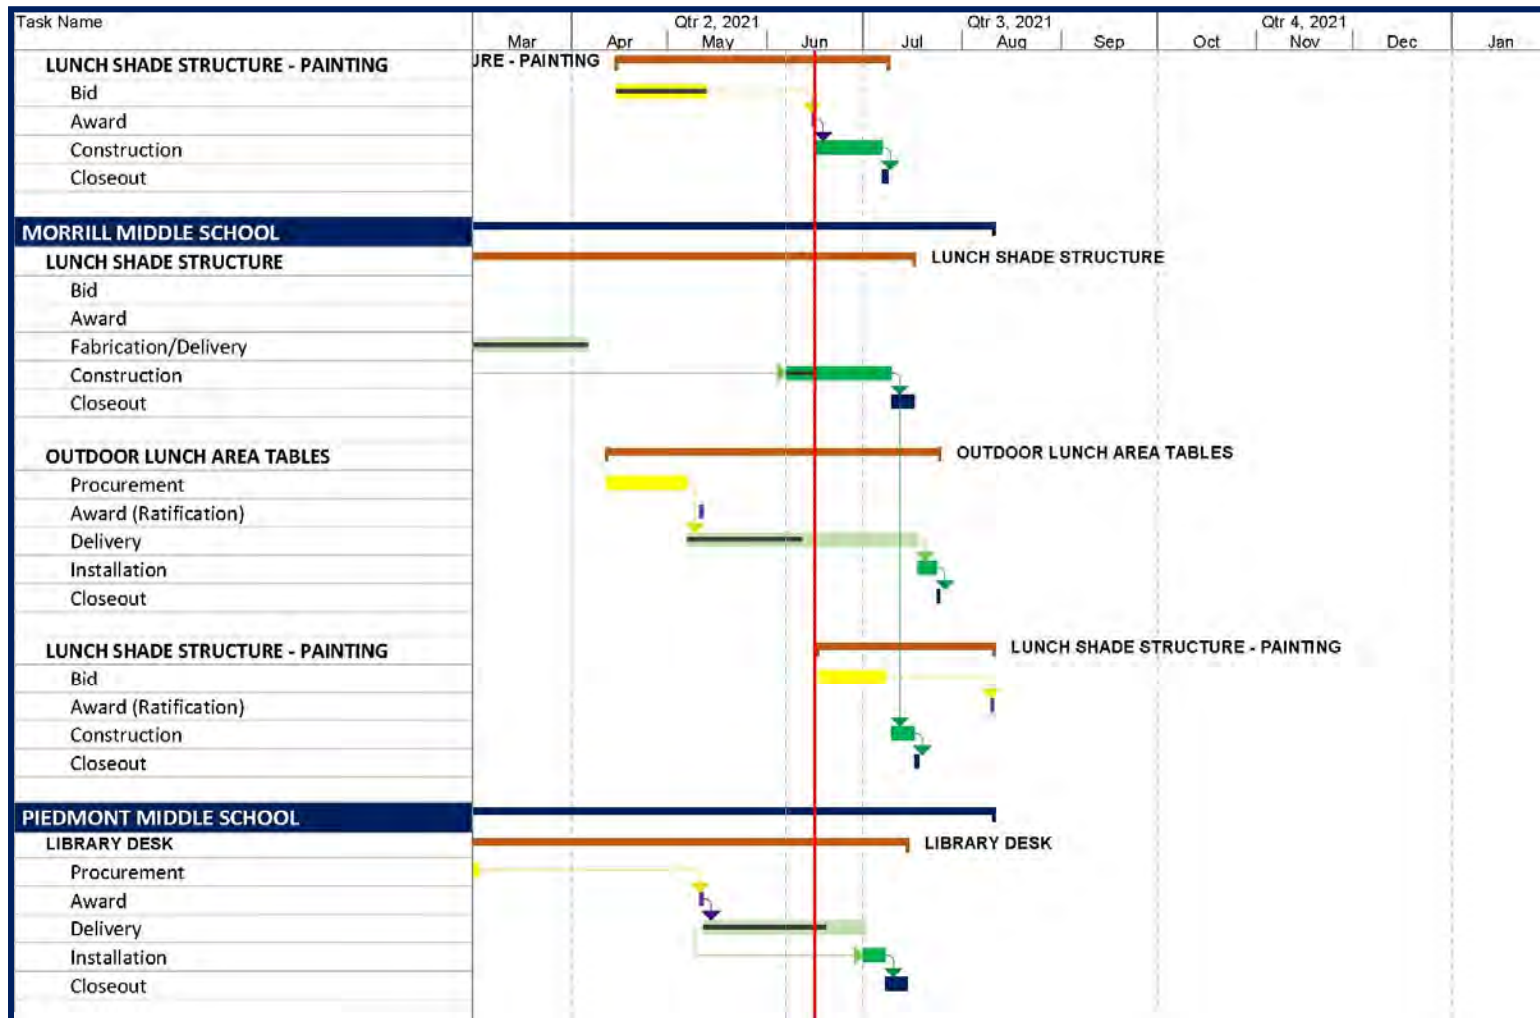 Task Name
Qtr 2, 2021 Qtr 3, 2021 Qtr 4, 2021
Mar Apr May Jun Jul Aug Sep Oct Nov Dec Jan
LUNCH SHADE STRUCTURE - PAINTING JRE - PAINTING
Bid
Award
Construction
Closeout
MORRILL MIDDLE SCHOOL
LUNCH SHADE STRUCTURE LUNCH SHADE STRUCTURE
Bid
Award
Fabrication/Delivery
Construction
Closeout
OUTDOOR LUNCH AREA TABLES OUTDOOR LUNCH AREA TABLES
Procurement
Award (Ratification)
Delivery
Installation
Closeout
LUNCH SHADE STRUCTURE - PAINTING LUNCH SHADE STRUCTURE - PAINTING
Bid
Award (Ratification)
Construction
Closeout
PIEDMONT MIDDLE SCHOOL
LIBRARY DESK LIBRARY DESK
Procurement
Award
Delivery
Installation
Closeout